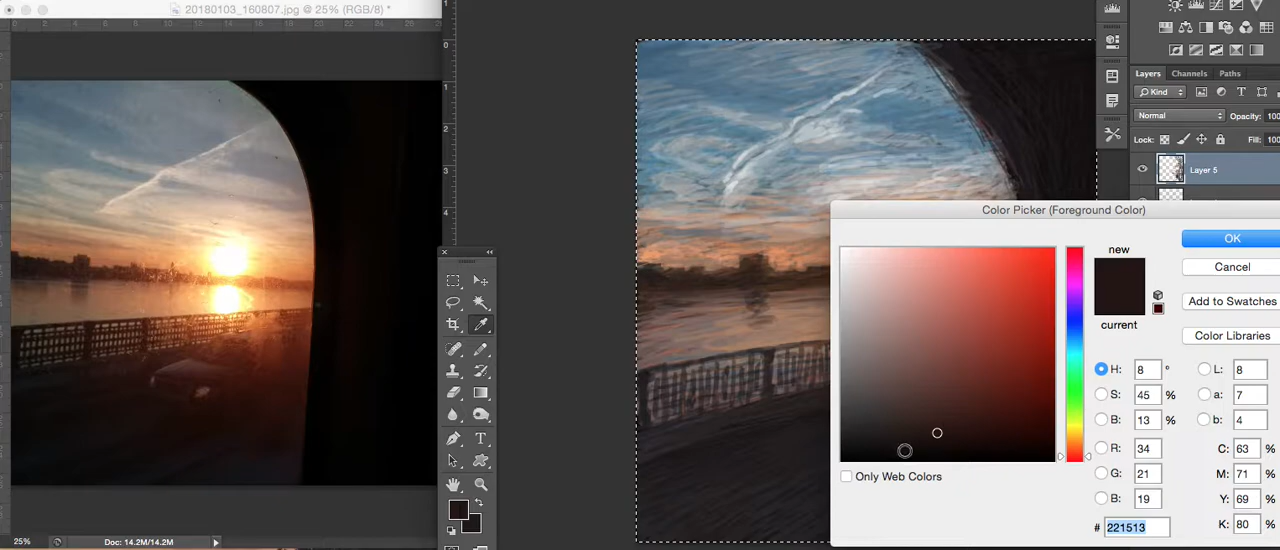 20180103_160807.jpg @ 25% (RGB/8) *
Layers Channels Paths
Kind
Normal Opacity: 100
Lock: Fill: 100
Layer 5
Color Picker (Foreground Color)
new
current
OK
Cancel
Add to Swatches
Color Libraries
H: 8 °
S: 45 %
B: 13 %
R: 34
G: 21
B: 19
L: 8
a: 7
b: 4
C: 63 %
M: 71 %
Y: 69 %
K: 80 %
# 221513
Only Web Colors
25% Doc: 14.2M/14.2M